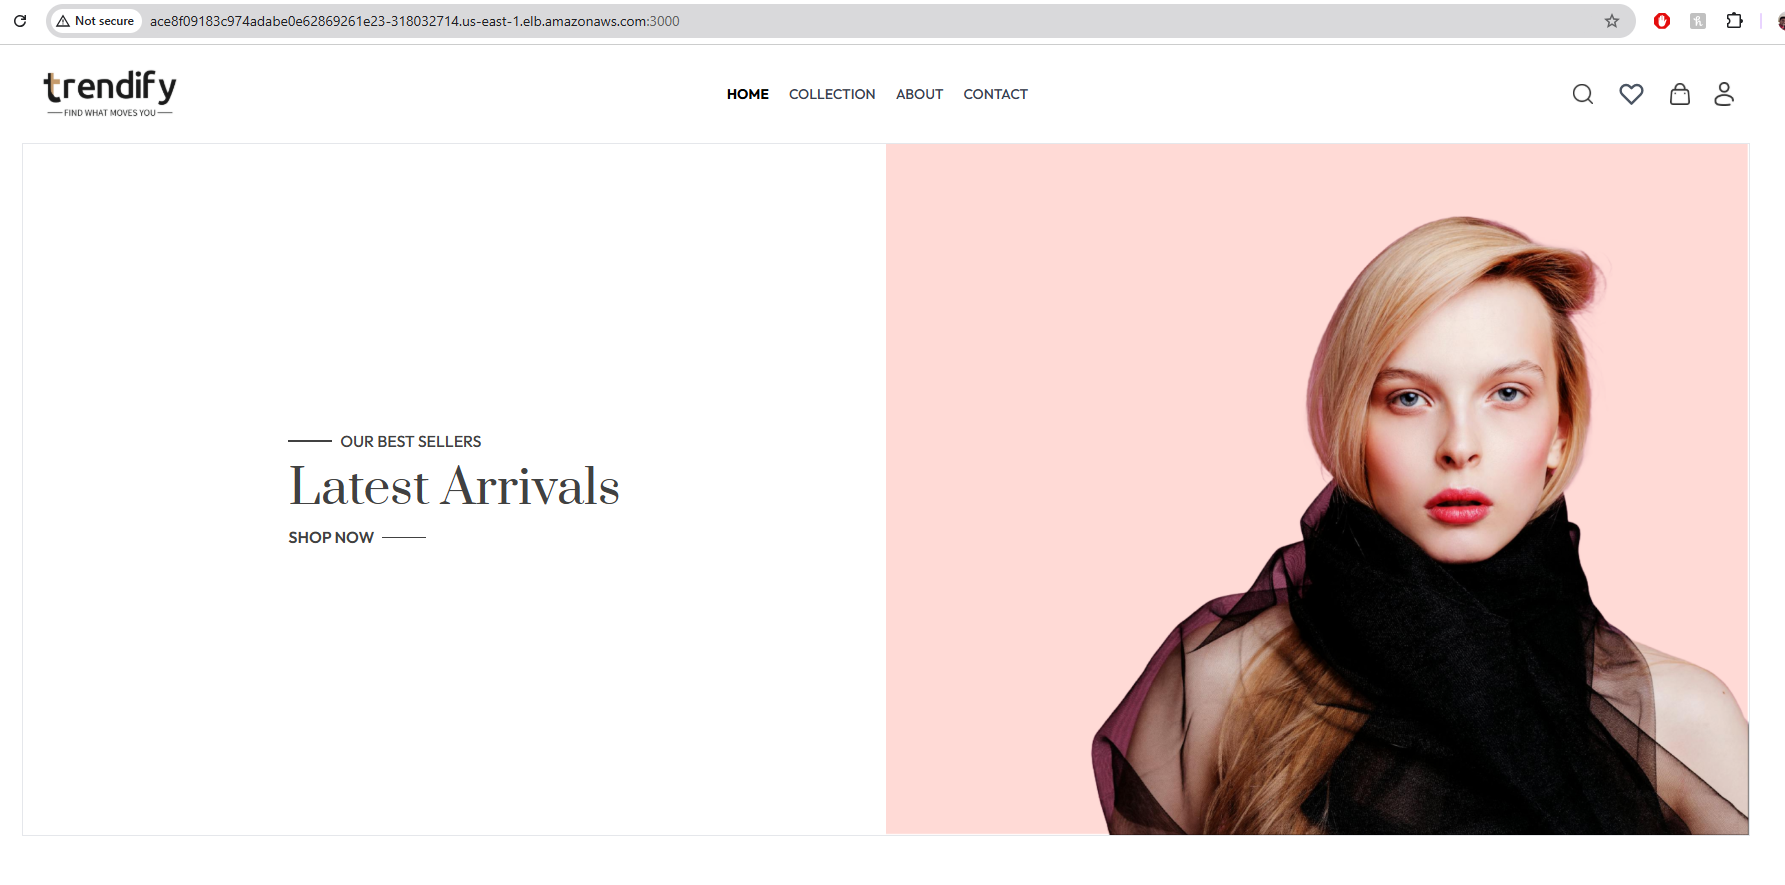 Not secure ace8f09183c974adabe0e62869261e23-318032714.us-east-1.elb.amazonaws.com:3000
trendify
FIND WHAT MOVES YOU
HOME COLLECTION ABOUT CONTACT
OUR BEST SELLERS
Latest Arrivals
SHOP NOW